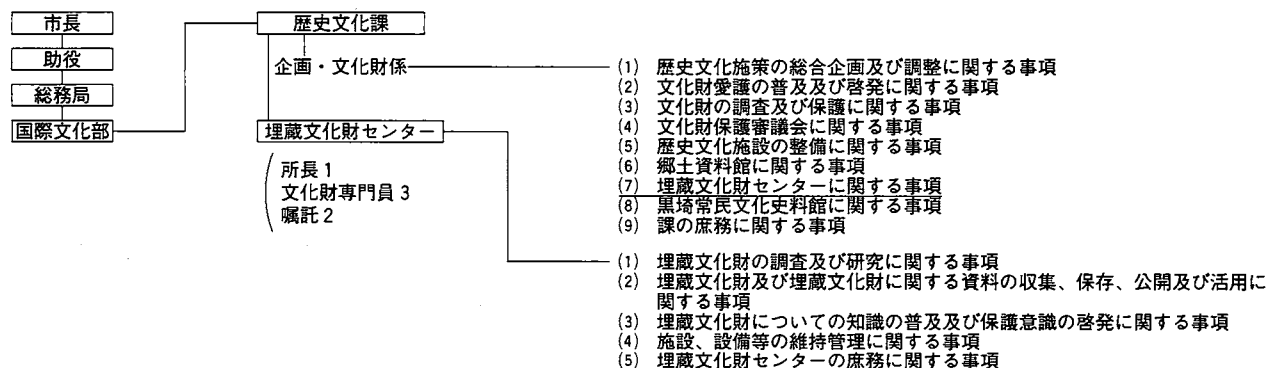 市長
助役
総務局
国際文化部
歴史文化課
企画・文化財係
埋蔵文化財センター
所長 1
文化財専門員 3
嘱託 2
(1) 歴史文化施策の総合企画及び調整に関する事項
(2) 文化財愛護の普及及び啓発に関する事項
(3) 文化財の調査及び保護に関する事項
(4) 文化財保護審議会に関する事項
(5) 歴史文化施設の整備に関する事項
(6) 郷土資料館に関する事項
(7) 埋蔵文化財センターに関する事項
(8) 黒埼常民文化史料館に関する事項
(9) 課の庶務に関する事項
(1) 埋蔵文化財の調査及び研究に関する事項
(2) 埋蔵文化財及び埋蔵文化財に関する資料の収集、保存、公開及び活用に
関する事項
(3) 埋蔵文化財についての知識の普及及び保護意識の啓発に関する事項
(4) 施設、設備等の維持管理に関する事項
(5) 埋蔵文化財センターの庶務に関する事項